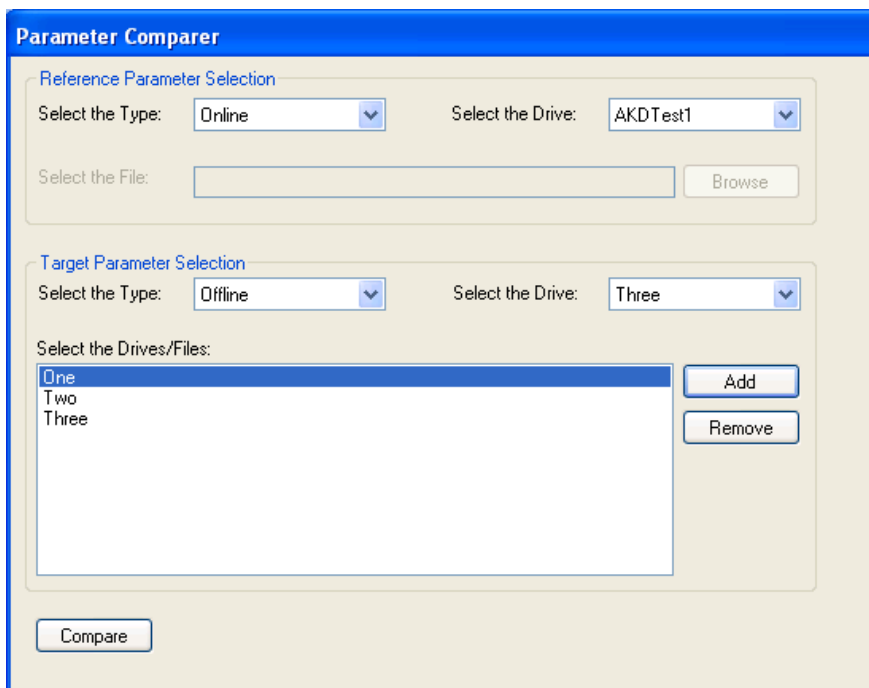 Parameter Comparer
Reference Parameter Selection
Select the Type: Online Select the Drive: AKDTest1
Select the File: Browse
Target Parameter Selection
Select the Type: Offline Select the Drive: Three
Select the Drives/Files:
One Add
Two
Three Remove
Compare